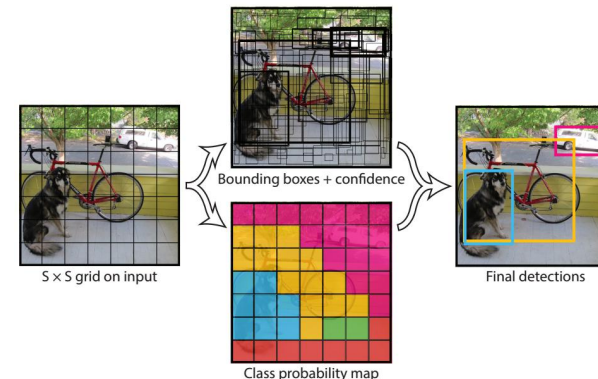 S × S grid on input
Bounding boxes + confidence
Class probability map
Final detections